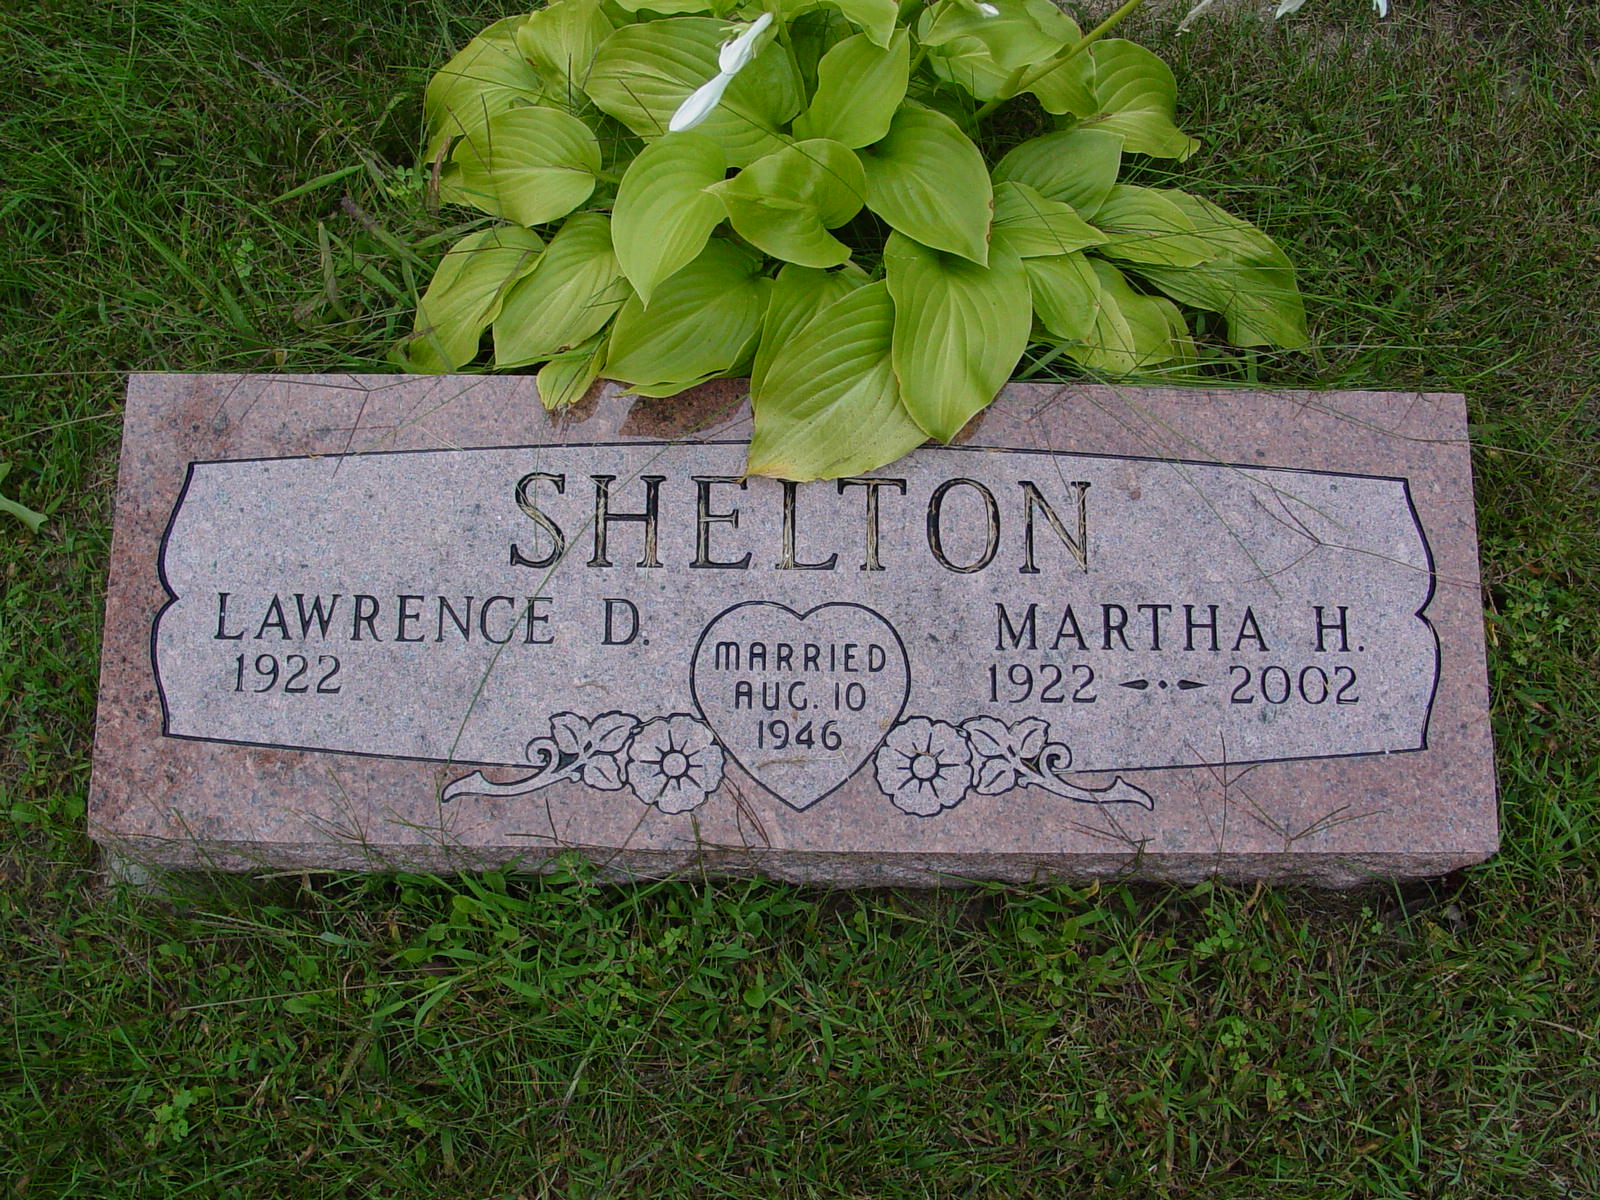 SHELTON
LAWRENCE D.
1922
MARRIED
AUG. 10
1946
MARTHA H.
1922 - 2002